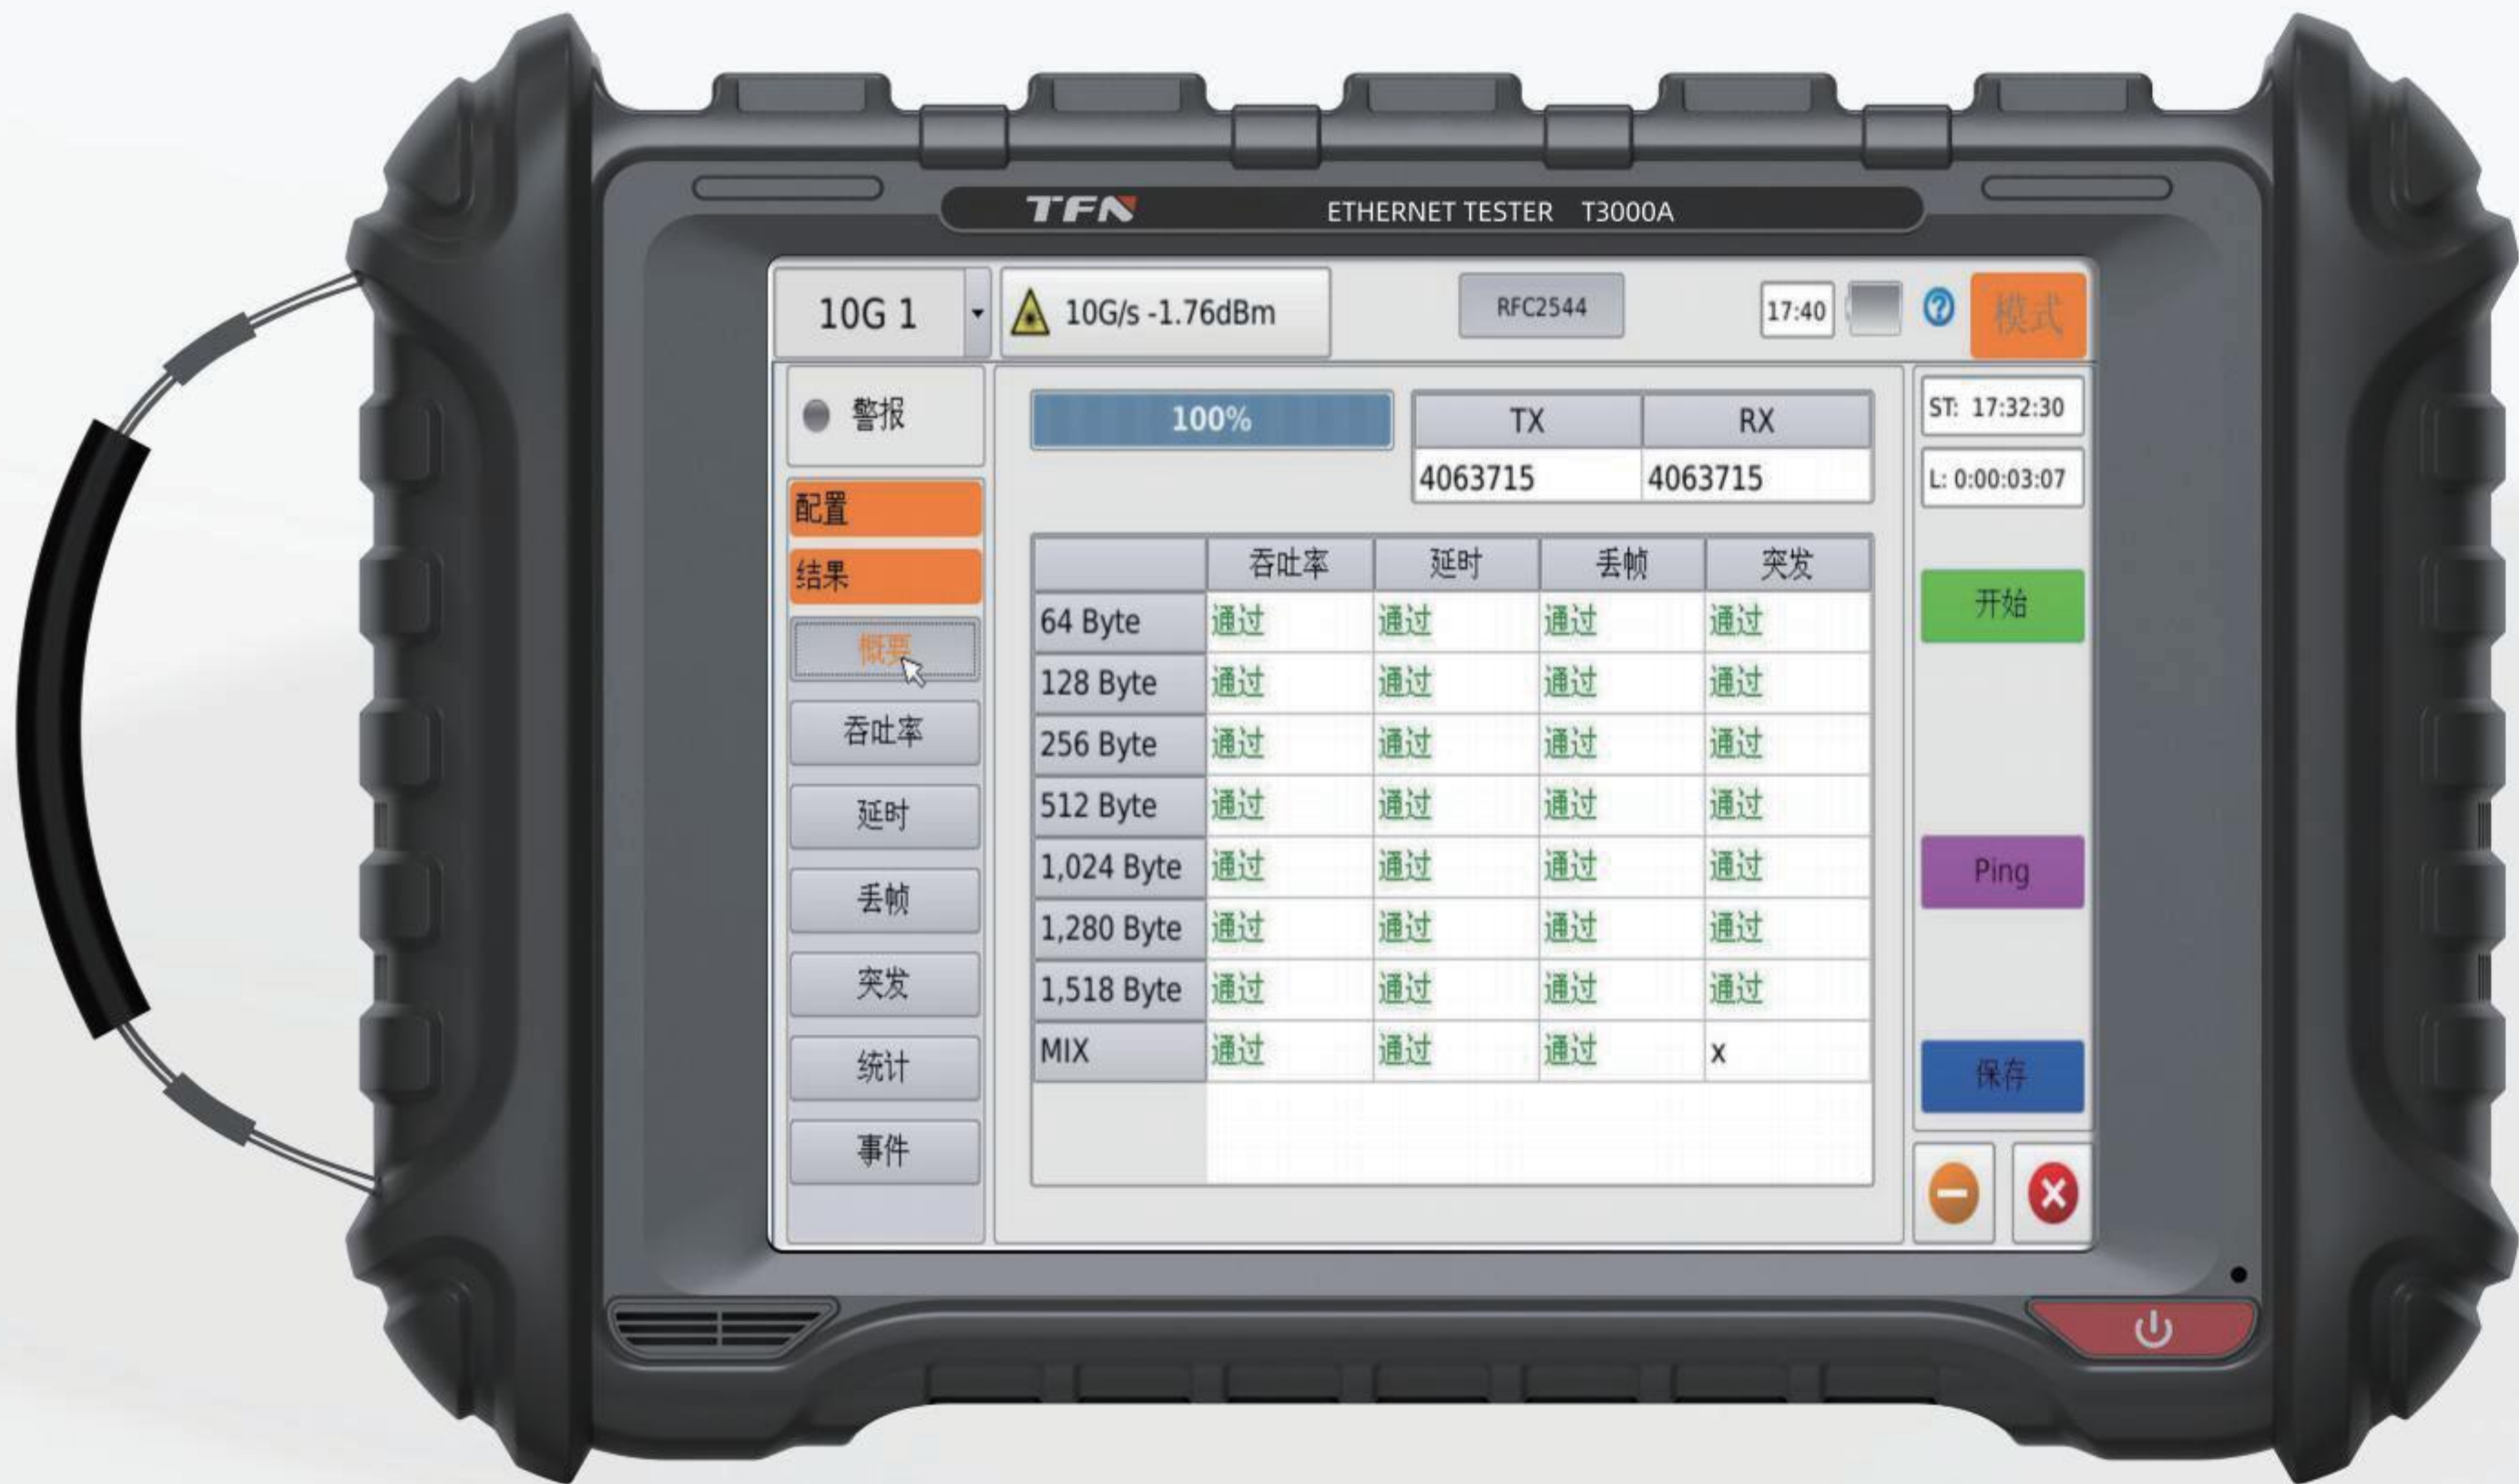 TFN ETHERNET TESTER T3000A
10G 1 10G/s -1.76dBm RFC2544 17:40 模式
警报
配置
结果
概要
吞吐率
延时
丢帧
突发
统计
事件
100%
TX RX
4063715 4063715
吞吐率 延时 丢帧 突发
64 Byte 通过 通过 通过 通过
128 Byte 通过 通过 通过 通过
256 Byte 通过 通过 通过 通过
512 Byte 通过 通过 通过 通过
1,024 Byte 通过 通过 通过 通过
1,280 Byte 通过 通过 通过 通过
1,518 Byte 通过 通过 通过 通过
MIX 通过 通过 通过 x
ST: 17:32:30
L: 0:00:03:07
开始
Ping
保存